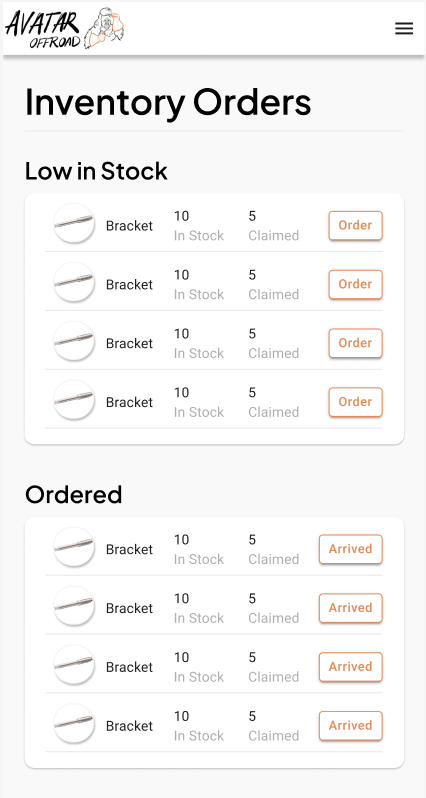 AVATAR
OFFROAD
Inventory Orders
Low in Stock
Bracket 10 In Stock 5 Claimed Order
Bracket 10 In Stock 5 Claimed Order
Bracket 10 In Stock 5 Claimed Order
Bracket 10 In Stock 5 Claimed Order
Ordered
Bracket 10 In Stock 5 Claimed Arrived
Bracket 10 In Stock 5 Claimed Arrived
Bracket 10 In Stock 5 Claimed Arrived
Bracket 10 In Stock 5 Claimed Arrived